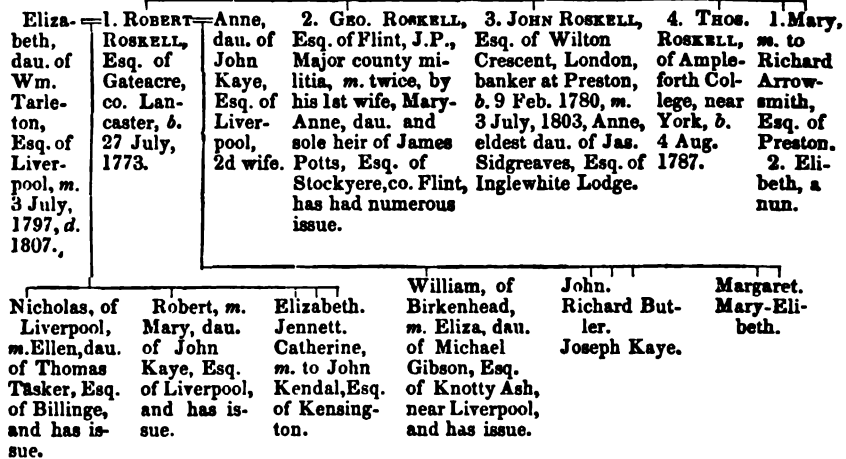 Eliza-
beth,
dau. of
Wm.
Tarle-
ton,
Esq. of
Liver-
pool, m.
3 July,
1797, d.
1807.
1. ROBERT
ROSKELL,
Esq. of
Gateacre,
co. Lan-
caster, b.
27 July,
1773.
Anne,
dau. of
John
Kaye,
Esq. of
Liver-
pool,
2d wife.
2. GEO. ROSKELL,
Esq. of Flint, J.P.,
Major county mi-
litia, m. twice, by
his 1st wife, Mary-
Anne, dau. and
sole heir of James
Potts, Esq. of
Stockyere, co. Flint,
has had numerous
issue.
3. JOHN ROSKELL,
Esq. of Wilton
Crescent, London,
banker at Preston,
b. 9 Feb. 1780, m.
3 July, 1803, Anne,
eldest dau. of Jas.
Sidgreaves, Esq. of
Inglewhite Lodge.
4. THOS.
ROSKELL,
of Ample-
forth Col-
lege, near
York, b.
4 Aug.
1787.
1. Mary,
m. to
Richard
Arrow-
smith,
Esq. of
Preston.
2. Eli-
beth, a
nun.
Nicholas, of
Liverpool,
m. Ellen, dau.
of Thomas
Tasker, Esq.
of Billinge,
and has is-
sue.
Robert, m.
Mary, dau.
of John
Kaye, Esq.
of Liverpool,
and has is-
sue.
Elizabeth.
Jennett.
Catherine,
m. to John
Kendal, Esq.
of Kensing-
ton.
William, of
Birkenhead,
m. Eliza, dau.
of Michael
Gibson, Esq.
of Knotty Ash,
near Liverpool,
and has issue.
John.
Richard But-
ler.
Joseph Kaye.
Margaret.
Mary-Eli-
beth.